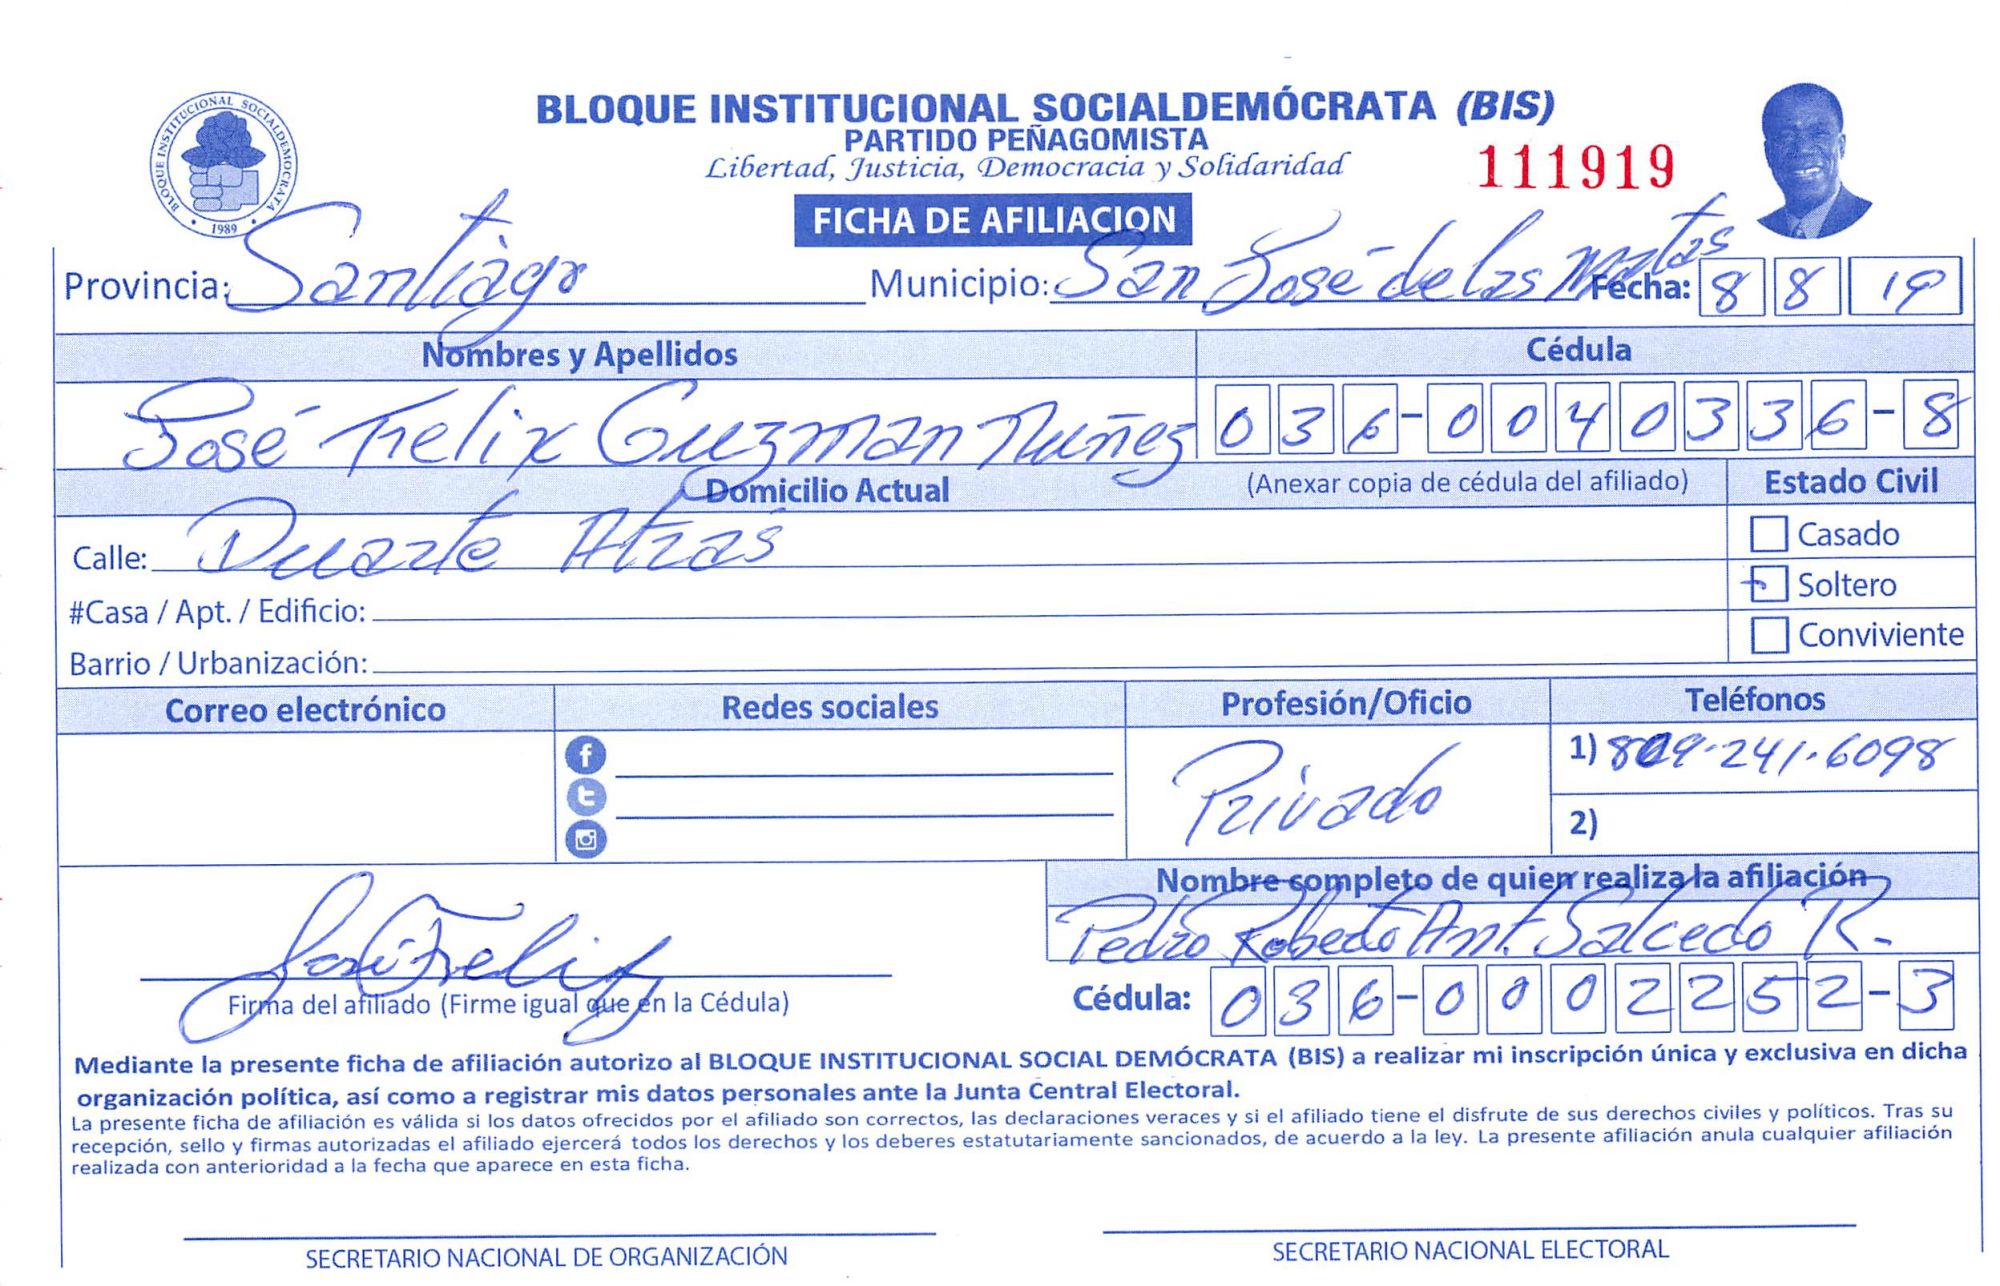 BLOQUE INSTITUCIONAL SOCIALDEMOCRATA
1989
BLOQUE INSTITUCIONAL SOCIALDEMÓCRATA (BIS)
PARTIDO PEÑAGOMISTA
Libertad, Justicia, Democracia y Solidaridad
111919
FICHA DE AFILIACION
Provincia: Santiago Municipio: San José de las Matas Fecha: 8 8 19
Nombres y Apellidos Cédula
José Felix Guzman Nuñez 036-0040336-8
Domicilio Actual (Anexar copia de cédula del afiliado) Estado Civil
Calle: Duarte Atras
Casado
#Casa / Apt. / Edificio:
Soltero
Barrio / Urbanización:
Conviviente
Correo electrónico Redes sociales Profesión/Oficio Teléfonos
Privado 1) 809-241-6098
2)
Nombre completo de quien realiza la afiliación
Pedro Roberto Ant. Salcedo R.
José Felix
Firma del afiliado (Firme igual que en la Cédula) Cédula: 036-0002252-3
Mediante la presente ficha de afiliación autorizo al BLOQUE INSTITUCIONAL SOCIAL DEMÓCRATA (BIS) a realizar mi inscripción única y exclusiva en dicha
organización política, así como a registrar mis datos personales ante la Junta Central Electoral.
La presente ficha de afiliación es válida si los datos ofrecidos por el afiliado son correctos, las declaraciones veraces y si el afiliado tiene el disfrute de sus derechos civiles y políticos. Tras su
recepción, sello y firmas autorizadas el afiliado ejercerá todos los derechos y los deberes estatutariamente sancionados, de acuerdo a la ley. La presente afiliación anula cualquier afiliación
realizada con anterioridad a la fecha que aparece en esta ficha.
SECRETARIO NACIONAL DE ORGANIZACIÓN SECRETARIO NACIONAL ELECTORAL